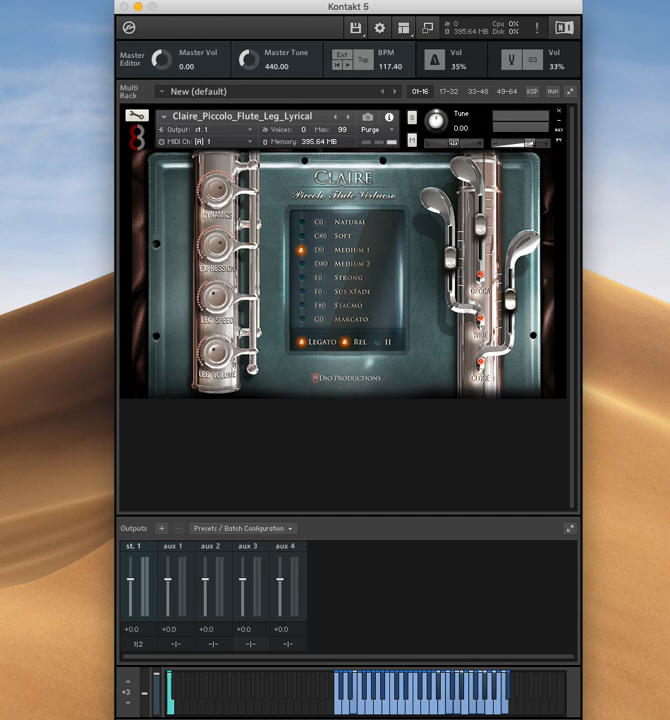 Kontakt 5
0 Cpu 0%
395.64 MB Disk 0%
!
Master Editor
Master Vol
0.00
Master Tune
440.00
Ext
Top
BPM
117.40
Vol
35%
G3
Vol
33%
Multi Rack
New (default)
01-16 17-32 33-48 49-64 KSP aux
Claire_Piccolo_Flute_Leg_Lyrical
Output: st. 1 Voices: 0 Max: 99 Purge
MIDI Ch: [A] 1 Memory: 395.64 MB
S
M
Tune
0.00
Claire
Piccolo Flute Virtuoso
C0 Natural
C#0 Soft
D0 Medium 1
D#0 Medium 2
E0 Strong
F0 Sus xFade
F#0 Stacmo
G0 Marcato
Legato Rel II
8Dio Productions
Dynamics
Expression
Leg Speed
Leg Volume
Close 1
Outputs + – Presets / Batch Configuration
st. 1 aux 1 aux 2 aux 3 aux 4
+0.0 +0.0 +0.0 +0.0 +0.0
1|2 -|- -|- -|- -|-
+3